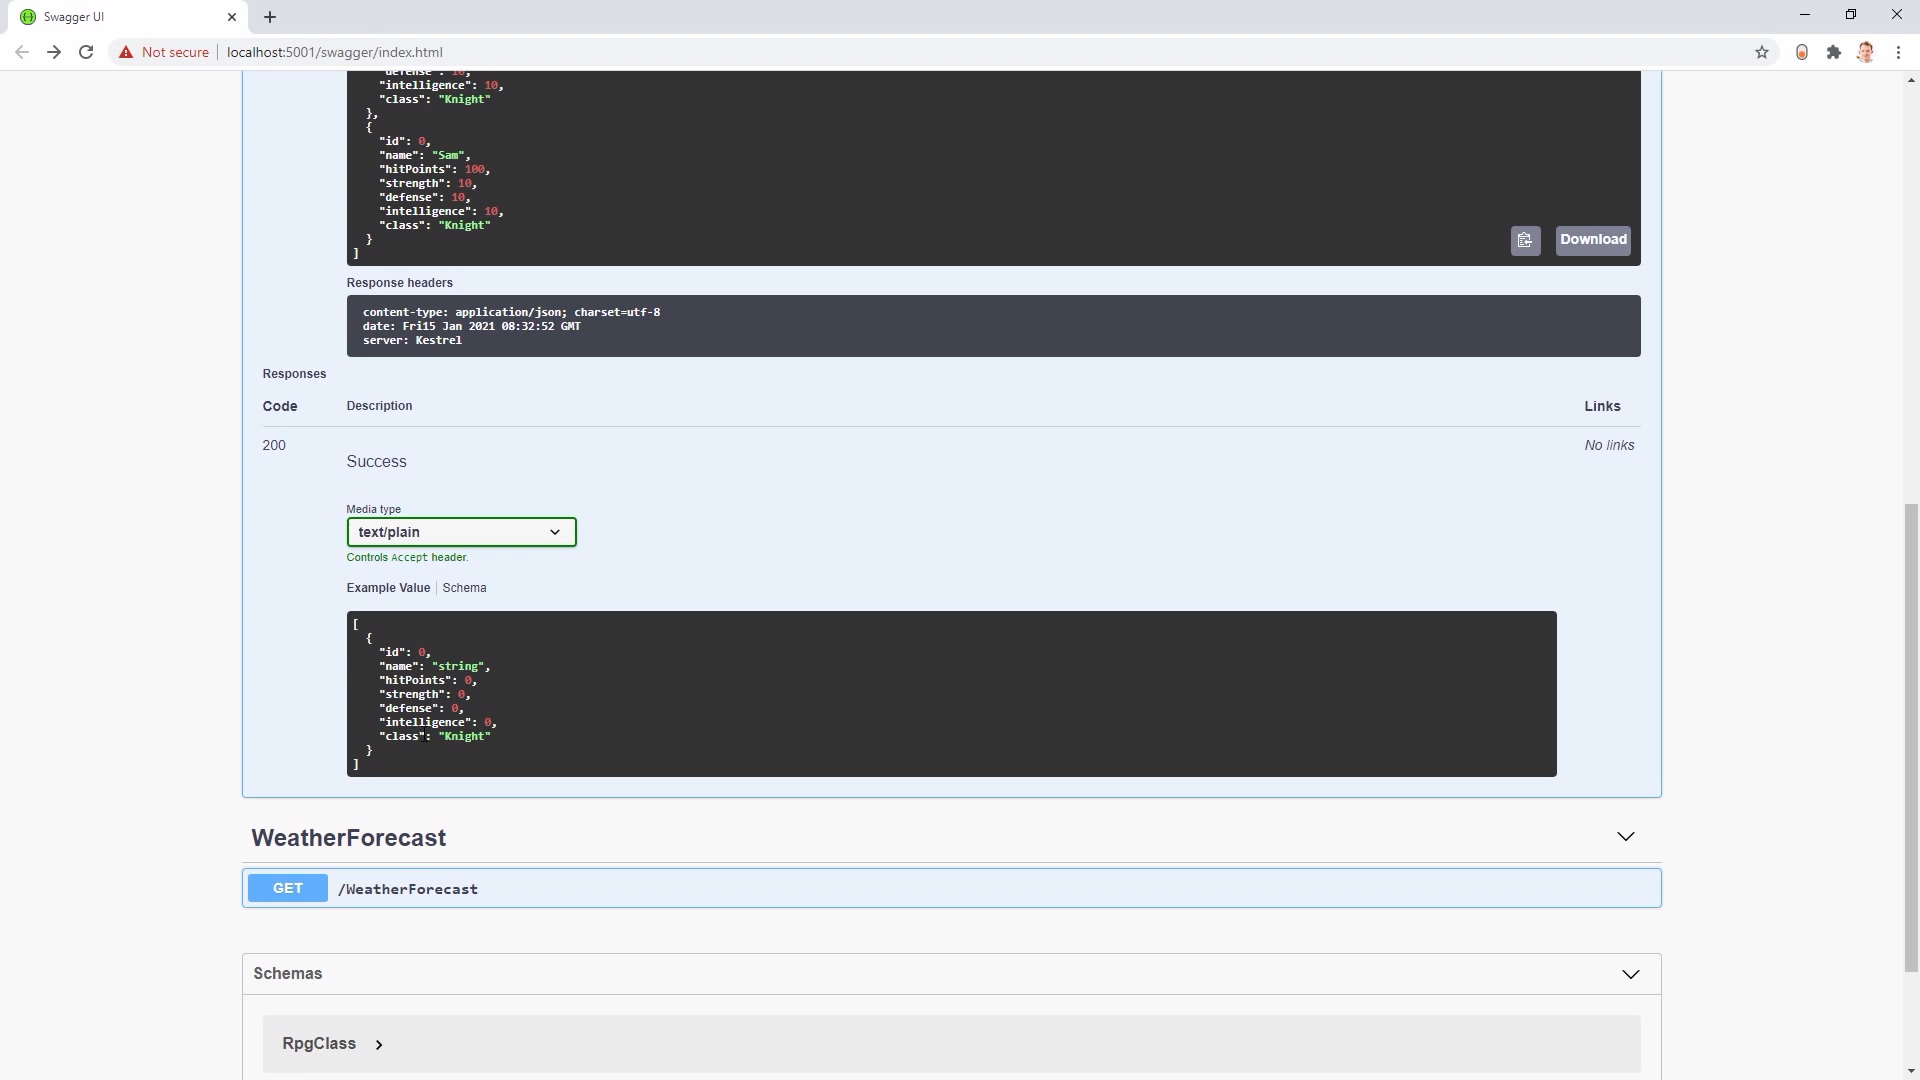 Swagger UI
Not secure
localhost:5001/swagger/index.html
"defense": 10,
"intelligence": 10,
"class": "Knight"
},
{
"id": 0,
"name": "Sam",
"hitPoints": 100,
"strength": 10,
"defense": 10,
"intelligence": 10,
"class": "Knight"
}
]
Download
Response headers
content-type: application/json; charset=utf-8
date: Fri15 Jan 2021 08:32:52 GMT
server: Kestrel
Responses
Code Description Links
200 Success No links
Media type
text/plain
Controls Accept header.
Example Value Schema
[
{
"id": 0,
"name": "string",
"hitPoints": 0,
"strength": 0,
"defense": 0,
"intelligence": 0,
"class": "Knight"
}
]
WeatherForecast
GET /WeatherForecast
Schemas
RpgClass